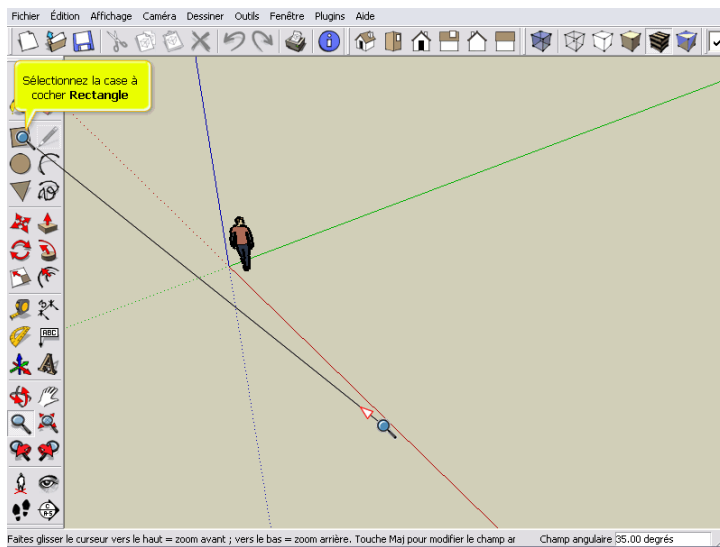 Fichier Édition Affichage Caméra Dessiner Outils Fenêtre Plugins Aide
Sélectionnez la case à
cocher Rectangle
ABC
Faites glisser le curseur vers le haut = zoom avant ; vers le bas = zoom arrière. Touche Maj pour modifier le champ ar
Champ angulaire 35.00 degrés